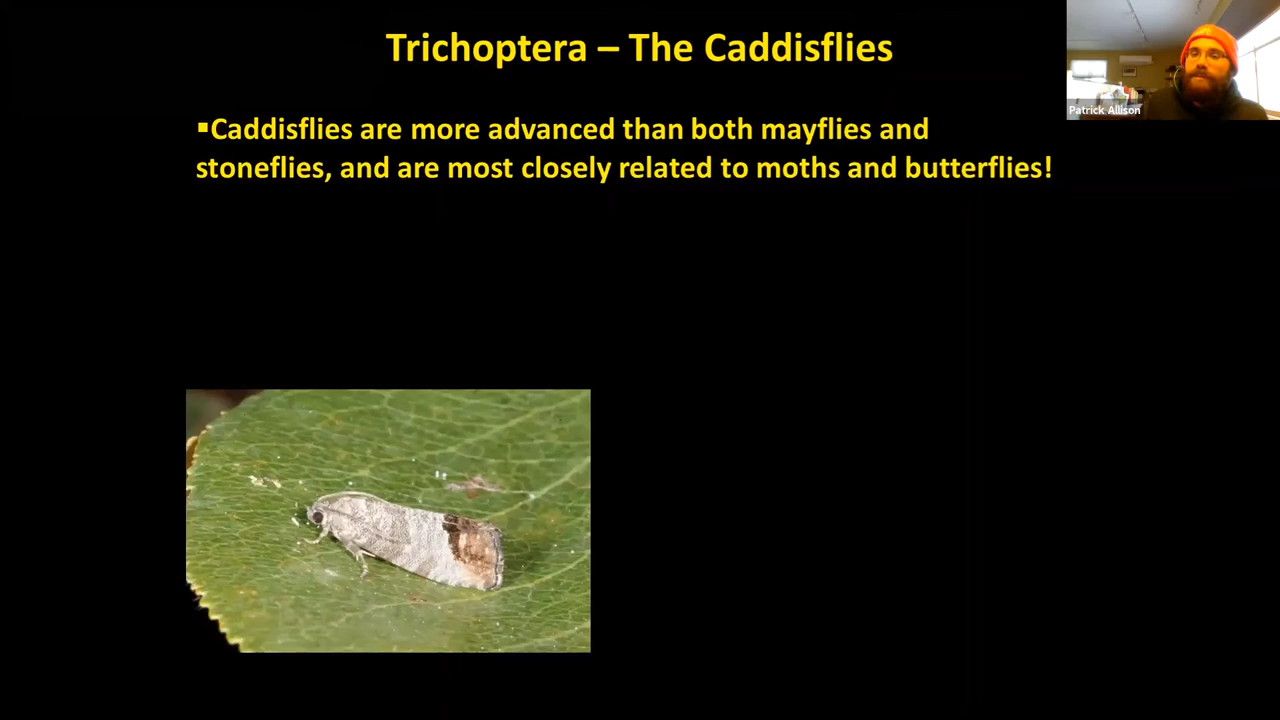 Trichoptera – The Caddisflies
Patrick Allison
▪Caddisflies are more advanced than both mayflies and
stoneflies, and are most closely related to moths and butterflies!